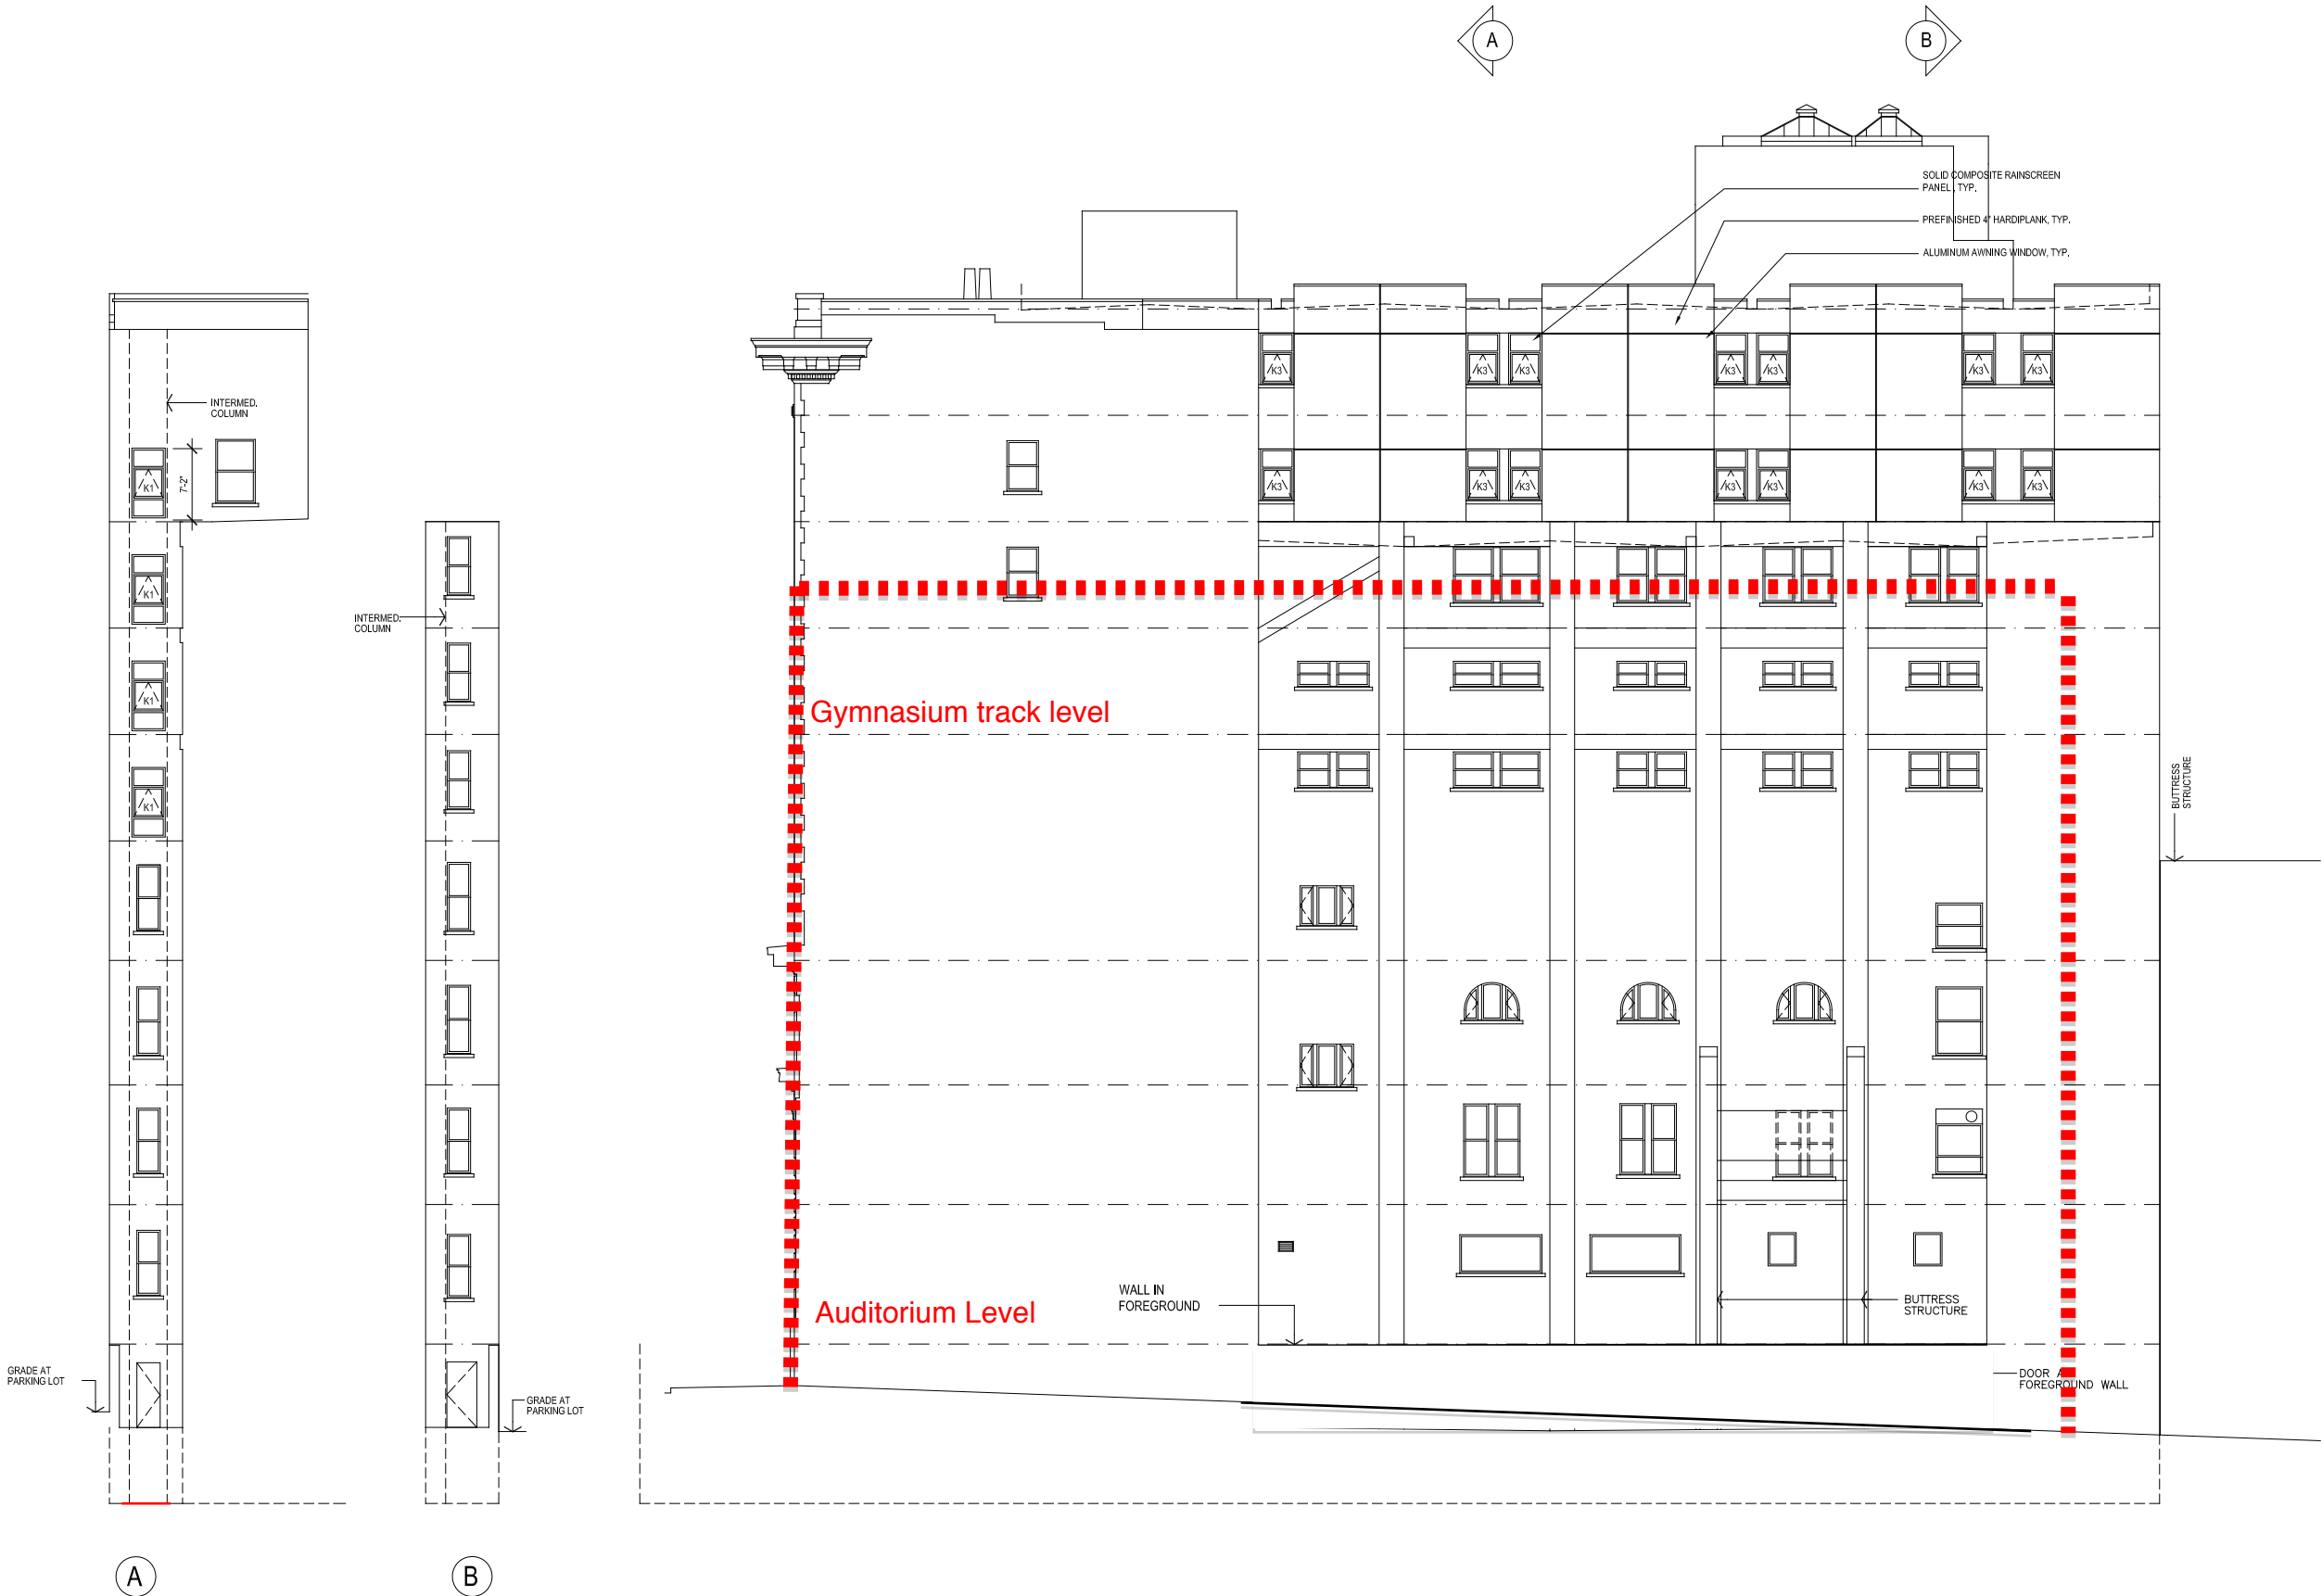 A
B
SOLID COMPOSITE RAINSCREEN
PANEL, TYP.
PREFINISHED 4" HARDIPLANK, TYP.
ALUMINUM AWNING WINDOW, TYP.
K3
K3
K3
K3
K3
K3
K3
INTERMED.
COLUMN
7'-2"
K1
K3
K3
K3
K3
K3
K3
K3
K1
INTERMED.
COLUMN
K1
Gymnasium track level
K1
BUTTRESS
STRUCTURE
WALL IN
FOREGROUND
BUTTRESS
STRUCTURE
Auditorium Level
GRADE AT
PARKING LOT
DOOR A
FOREGROUND WALL
GRADE AT
PARKING LOT
A
B